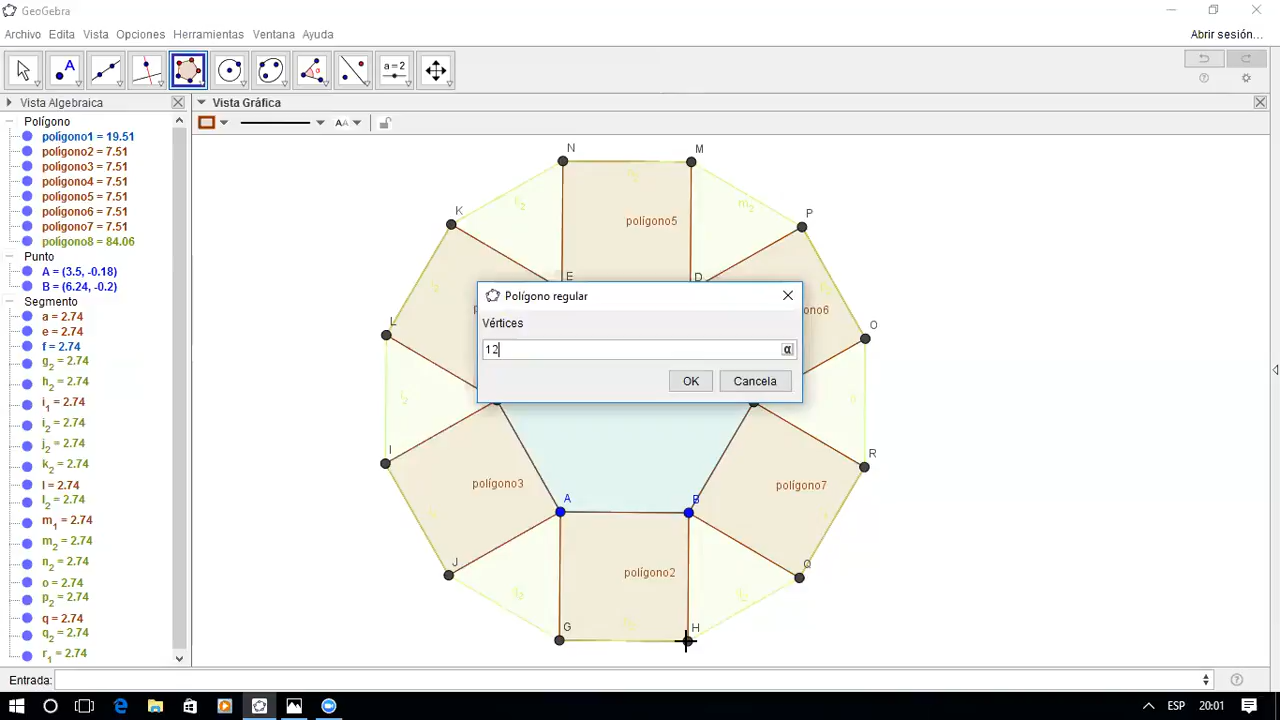 GeoGebra
Archivo Edita Vista Opciones Herramientas Ventana Ayuda
Abrir sesión...
A
a = 2
Vista Algebraica
Vista Gráfica
AA
Polígono
polígono1 = 19.51
polígono2 = 7.51
polígono3 = 7.51
polígono4 = 7.51
polígono5 = 7.51
polígono6 = 7.51
polígono7 = 7.51
polígono8 = 84.06
Punto
A = (3.5, -0.18)
B = (6.24, -0.2)
Segmento
a = 2.74
e = 2.74
f = 2.74
g2 = 2.74
h2 = 2.74
i1 = 2.74
i2 = 2.74
j2 = 2.74
k2 = 2.74
l = 2.74
l2 = 2.74
m1 = 2.74
m2 = 2.74
n2 = 2.74
o = 2.74
p2 = 2.74
q = 2.74
q2 = 2.74
r1 = 2.74
N M
K polígono5 m2 P
E D
L O
Polígono regular
Vértices
12
α
OK Cancela
I polígono3 polígono7 R
A B
J polígono2 Q
G H
Entrada:
ESP 20:01